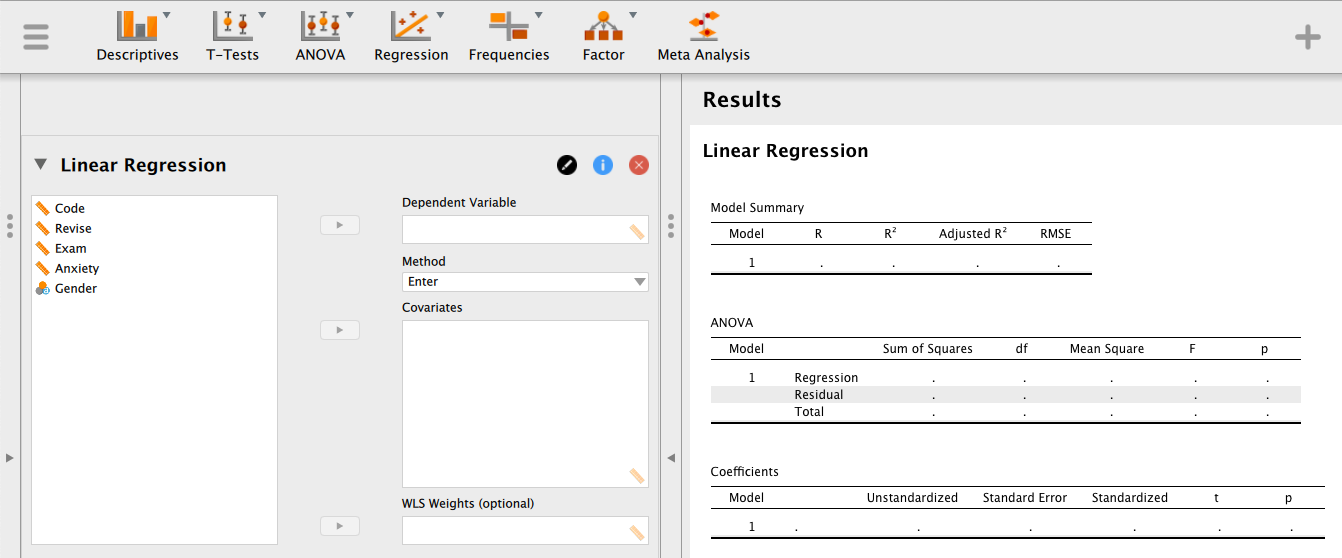 Descriptives T-Tests ANOVA Regression Frequencies Factor Meta Analysis
Linear Regression
Code
Revise
Exam
Anxiety
Gender
Dependent Variable
Method
Enter
Covariates
WLS Weights (optional)
Results
Linear Regression
Model Summary
Model R R² Adjusted R² RMSE
1 . . . .
ANOVA
Model Sum of Squares df Mean Square F p
1 Regression . . . . .
Residual . . . . .
Total . . . . .
Coefficients
Model Unstandardized Standard Error Standardized t p
1 . . . . . .